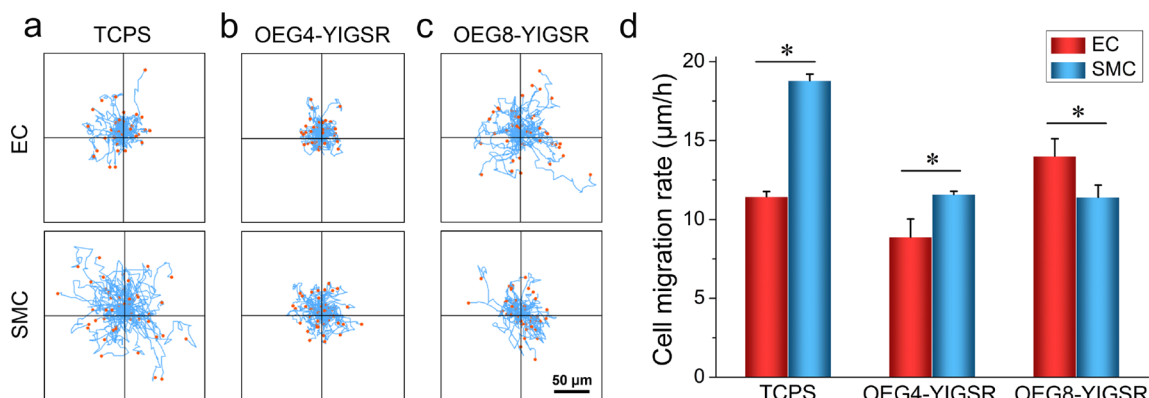 a
TCPS
b
OEG4-YIGSR
c
OEG8-YIGSR
EC
SMC
50 μm
d
EC
SMC
Cell migration rate (μm/h)
20
15
10
5
0
*
*
*
TCPS
OEG4-YIGSR
OEG8-YIGSR